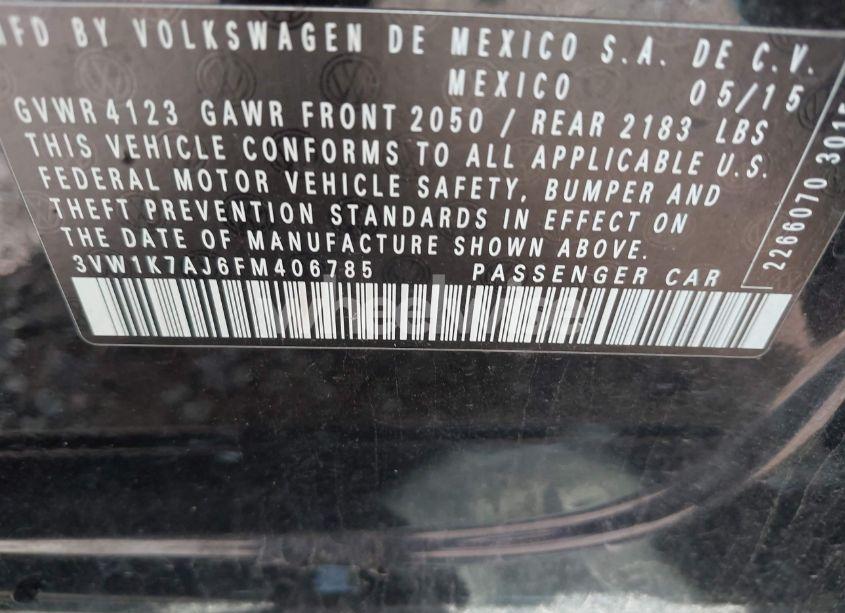 MFD BY VOLKSWAGEN DE MEXICO S.A. DE C.V.
MEXICO 05/15
GVWR 4123 GAWR FRONT 2050 / REAR 2183 LBS
THIS VEHICLE CONFORMS TO ALL APPLICABLE U.S.
FEDERAL MOTOR VEHICLE SAFETY, BUMPER AND
THEFT PREVENTION STANDARDS IN EFFECT ON
THE DATE OF MANUFACTURE SHOWN ABOVE.
3VW1K7AJ6FM406785 PASSENGER CAR
2266070